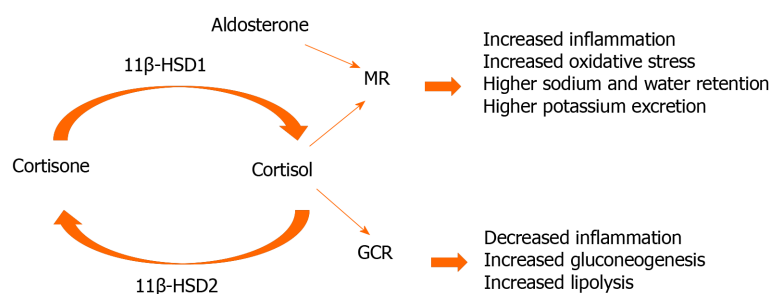 Aldosterone
11β-HSD1
MR
Increased inflammation
Increased oxidative stress
Higher sodium and water retention
Higher potassium excretion
Cortisone
Cortisol
GCR
Decreased inflammation
Increased gluconeogenesis
Increased lipolysis
11β-HSD2